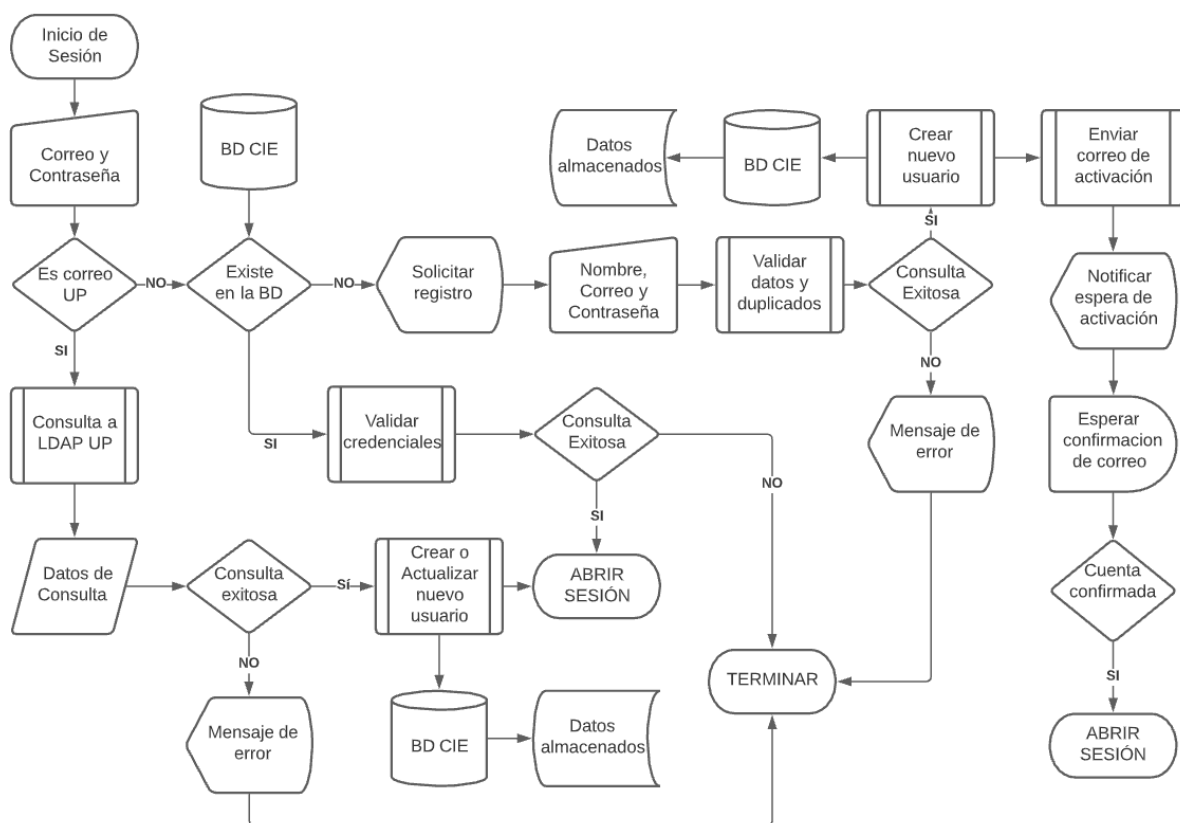 Inicio de
Sesión
Correo y
Contraseña
BD CIE
Datos
almacenados
BD CIE
Crear
nuevo
usuario
Enviar
correo de
activación
SI
Es correo
UP
NO
Existe
en la BD
NO
Solicitar
registro
Nombre,
Correo y
Contraseña
Validar
datos y
duplicados
Consulta
Exitosa
Notificar
espera de
activación
SI
NO
Consulta a
LDAP UP
SI
Validar
credenciales
Consulta
Exitosa
NO
Mensaje de
error
Esperar
confirmacion
de correo
SI
Datos de
Consulta
Consulta
exitosa
Sí
Crear o
Actualizar
nuevo
usuario
ABRIR
SESIÓN
Cuenta
confirmada
NO
TERMINAR
SI
Mensaje de
error
BD CIE
Datos
almacenados
ABRIR
SESIÓN